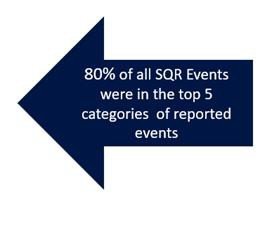 80% of all SQR Events
were in the top 5
categories of reported
events